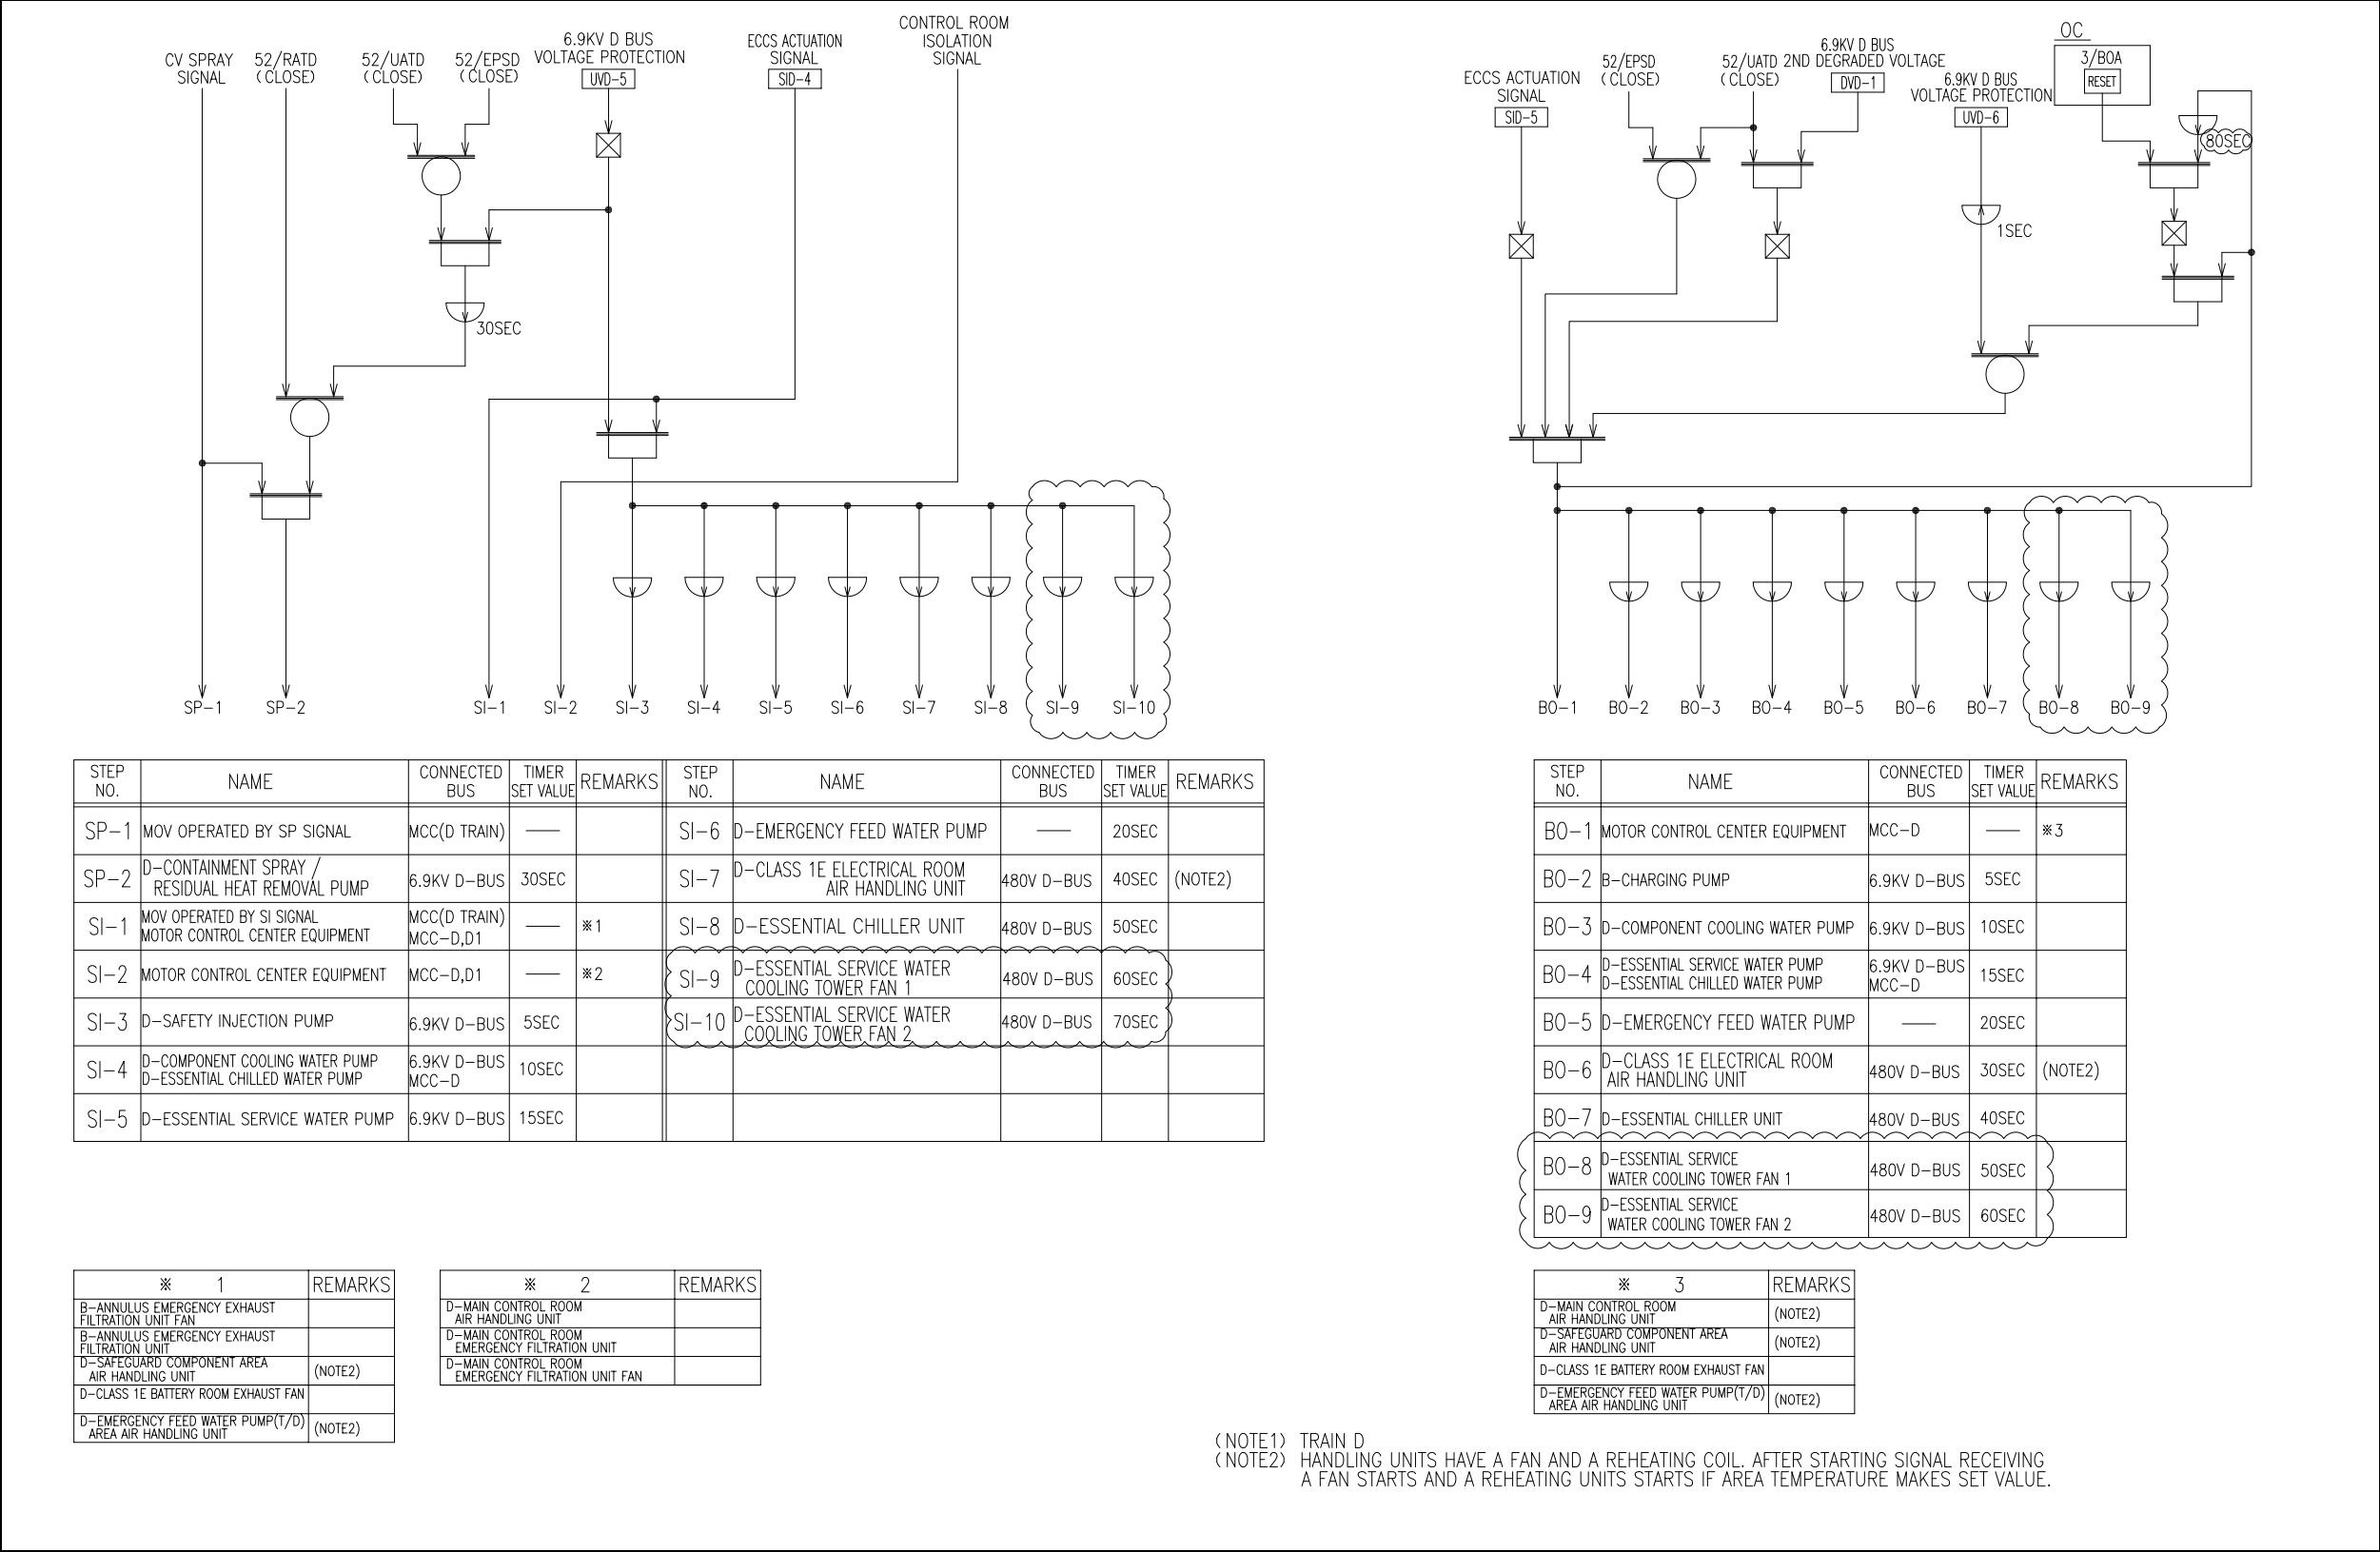 CONTROL ROOM
ISOLATION
SIGNAL
CV SPRAY
SIGNAL
52/RATD
(CLOSE)
52/UATD
(CLOSE)
52/EPSD
(CLOSE)
6.9KV D BUS
VOLTAGE PROTECTION
UVD-5
ECCS ACTUATION
SIGNAL
SID-4
30SEC
SP-1 SP-2 SI-1 SI-2 SI-3 SI-4 SI-5 SI-6 SI-7 SI-8 SI-9 SI-10
ECCS ACTUATION
SIGNAL
SID-5
52/EPSD
(CLOSE)
52/UATD
(CLOSE)
6.9KV D BUS
2ND DEGRADED VOLTAGE
DVD-1
6.9KV D BUS
VOLTAGE PROTECTION
UVD-6
OC
3/BOA
RESET
80SEC
1SEC
BO-1 BO-2 BO-3 BO-4 BO-5 BO-6 BO-7 BO-8 BO-9
STEP NO. NAME CONNECTED BUS TIMER SET VALUE REMARKS
SP-1 MOV OPERATED BY SP SIGNAL MCC(D TRAIN) —
SP-2 D-CONTAINMENT SPRAY / RESIDUAL HEAT REMOVAL PUMP 6.9KV D-BUS 30SEC
SI-1 MOV OPERATED BY SI SIGNAL MOTOR CONTROL CENTER EQUIPMENT MCC(D TRAIN) MCC-D,D1 — ※1
SI-2 MOTOR CONTROL CENTER EQUIPMENT MCC-D,D1 — ※2
SI-3 D-SAFETY INJECTION PUMP 6.9KV D-BUS 5SEC
SI-4 D-COMPONENT COOLING WATER PUMP D-ESSENTIAL CHILLED WATER PUMP 6.9KV D-BUS MCC-D 10SEC
SI-5 D-ESSENTIAL SERVICE WATER PUMP 6.9KV D-BUS 15SEC
STEP NO. NAME CONNECTED BUS TIMER SET VALUE REMARKS
SI-6 D-EMERGENCY FEED WATER PUMP — 20SEC
SI-7 D-CLASS 1E ELECTRICAL ROOM AIR HANDLING UNIT 480V D-BUS 40SEC (NOTE2)
SI-8 D-ESSENTIAL CHILLER UNIT 480V D-BUS 50SEC
SI-9 D-ESSENTIAL SERVICE WATER COOLING TOWER FAN 1 480V D-BUS 60SEC
SI-10 D-ESSENTIAL SERVICE WATER COOLING TOWER FAN 2 480V D-BUS 70SEC
STEP NO. NAME CONNECTED BUS TIMER SET VALUE REMARKS
BO-1 MOTOR CONTROL CENTER EQUIPMENT MCC-D — ※3
BO-2 B-CHARGING PUMP 6.9KV D-BUS 5SEC
BO-3 D-COMPONENT COOLING WATER PUMP 6.9KV D-BUS 10SEC
BO-4 D-ESSENTIAL SERVICE WATER PUMP D-ESSENTIAL CHILLED WATER PUMP 6.9KV D-BUS MCC-D 15SEC
BO-5 D-EMERGENCY FEED WATER PUMP — 20SEC
BO-6 D-CLASS 1E ELECTRICAL ROOM AIR HANDLING UNIT 480V D-BUS 30SEC (NOTE2)
BO-7 D-ESSENTIAL CHILLER UNIT 480V D-BUS 40SEC
BO-8 D-ESSENTIAL SERVICE WATER COOLING TOWER FAN 1 480V D-BUS 50SEC
BO-9 D-ESSENTIAL SERVICE WATER COOLING TOWER FAN 2 480V D-BUS 60SEC
※ 1 REMARKS
B-ANNULUS EMERGENCY EXHAUST
FILTRATION UNIT FAN
B-ANNULUS EMERGENCY EXHAUST
FILTRATION UNIT
D-SAFEGUARD COMPONENT AREA
AIR HANDLING UNIT (NOTE2)
D-CLASS 1E BATTERY ROOM EXHAUST FAN
D-EMERGENCY FEED WATER PUMP(T/D)
AREA AIR HANDLING UNIT (NOTE2)
※ 2 REMARKS
D-MAIN CONTROL ROOM
AIR HANDLING UNIT
D-MAIN CONTROL ROOM
EMERGENCY FILTRATION UNIT
D-MAIN CONTROL ROOM
EMERGENCY FILTRATION UNIT FAN
※ 3 REMARKS
D-MAIN CONTROL ROOM
AIR HANDLING UNIT (NOTE2)
D-SAFEGUARD COMPONENT AREA
AIR HANDLING UNIT (NOTE2)
D-CLASS 1E BATTERY ROOM EXHAUST FAN
D-EMERGENCY FEED WATER PUMP(T/D)
AREA AIR HANDLING UNIT (NOTE2)
(NOTE1) TRAIN D
(NOTE2) HANDLING UNITS HAVE A FAN AND A REHEATING COIL. AFTER STARTING SIGNAL RECEIVING
A FAN STARTS AND A REHEATING UNITS STARTS IF AREA TEMPERATURE MAKES SET VALUE.